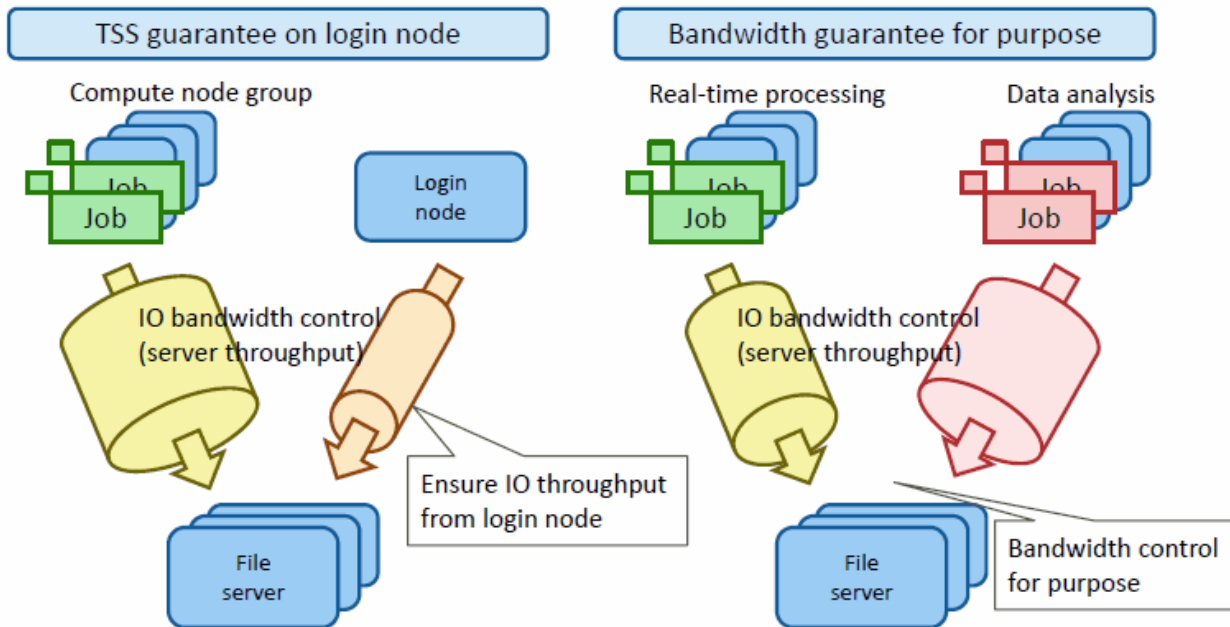 TSS guarantee on login node
Compute node group
Job
Job
Login
node
IO bandwidth control
(server throughput)
Ensure IO throughput
from login node
File
server
Bandwidth guarantee for purpose
Real-time processing
Data analysis
Job
Job
Job
Job
IO bandwidth control
(server throughput)
Bandwidth control
for purpose
File
server